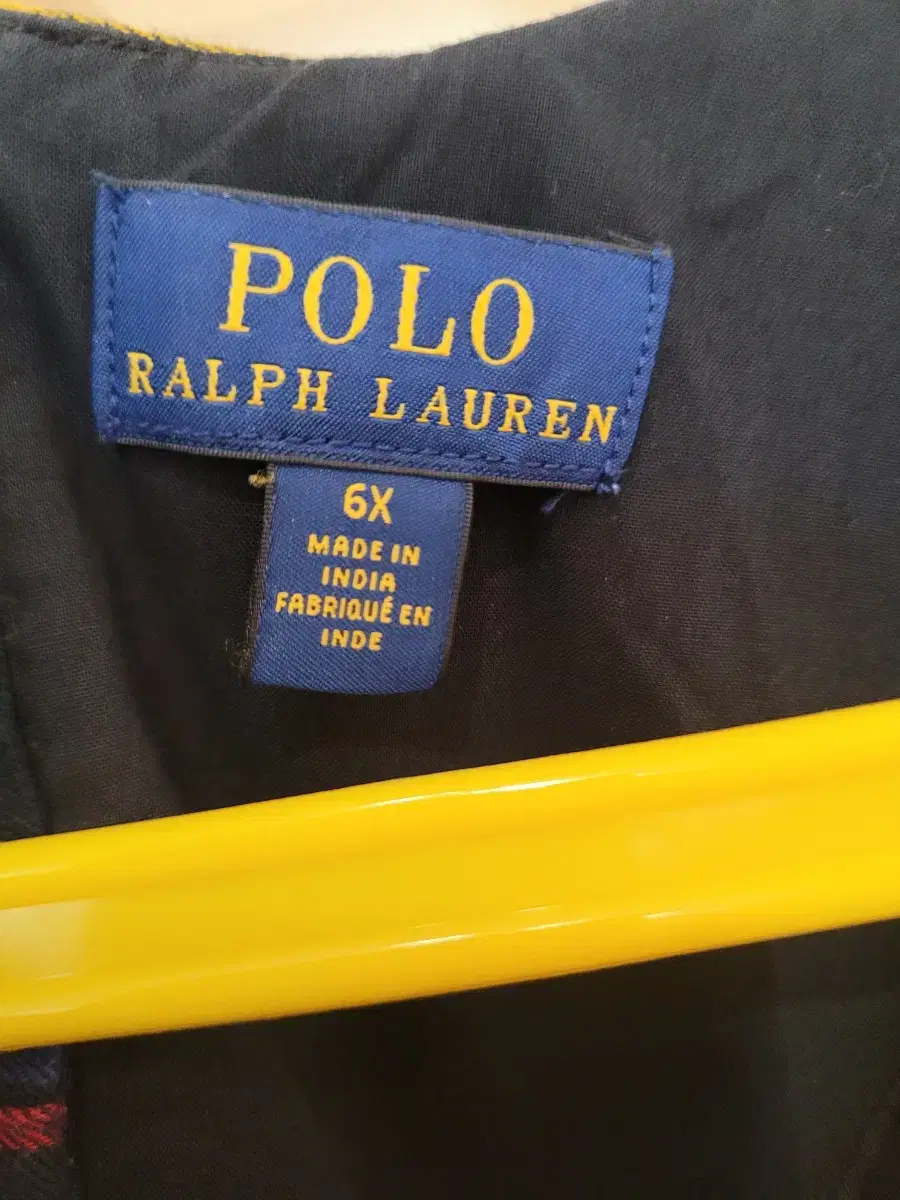 POLO
RALPH LAUREN
6X
MADE IN
INDIA
FABRIQUÉ EN
INDE